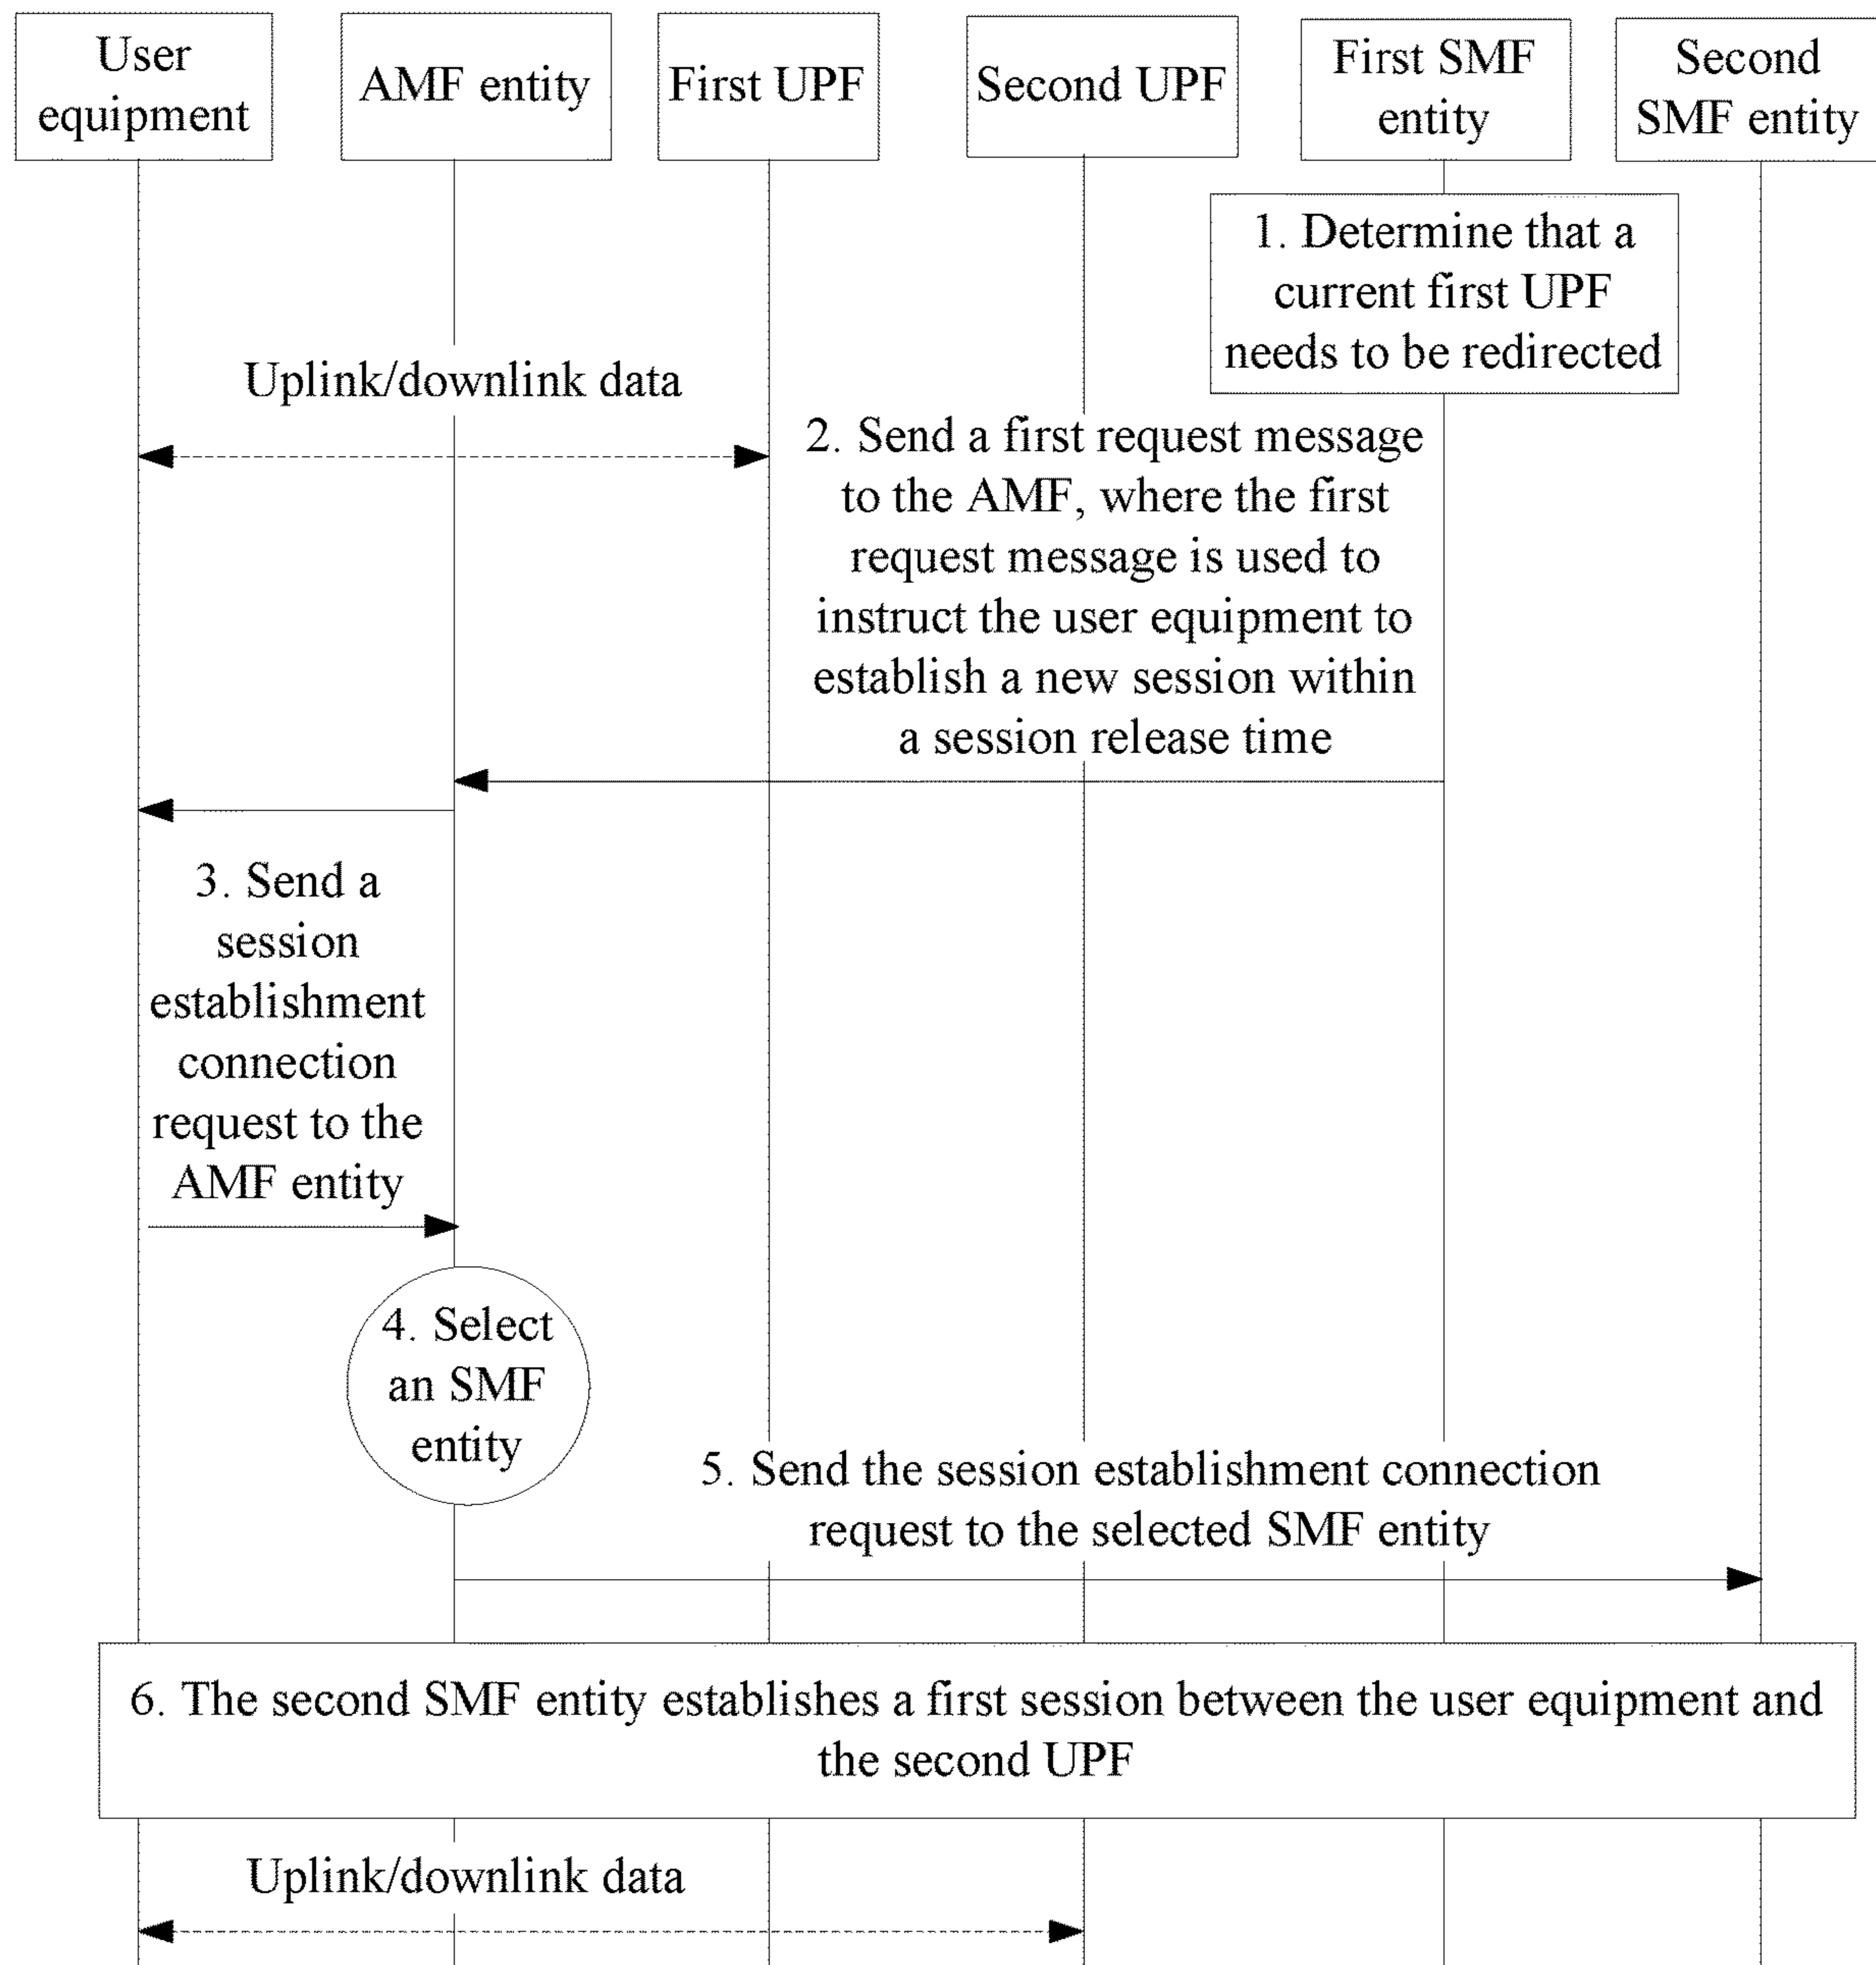 User
equipment
AMF entity
First UPF
Second UPF
First SMF
entity
Second
SMF entity
1. Determine that a
current first UPF
needs to be redirected
Uplink/downlink data
2. Send a first request message
to the AMF, where the first
request message is used to
instruct the user equipment to
establish a new session within
a session release time
3. Send a
session
establishment
connection
request to the
AMF entity
4. Select
an SMF
entity
5. Send the session establishment connection
request to the selected SMF entity
6. The second SMF entity establishes a first session between the user equipment and
the second UPF
Uplink/downlink data